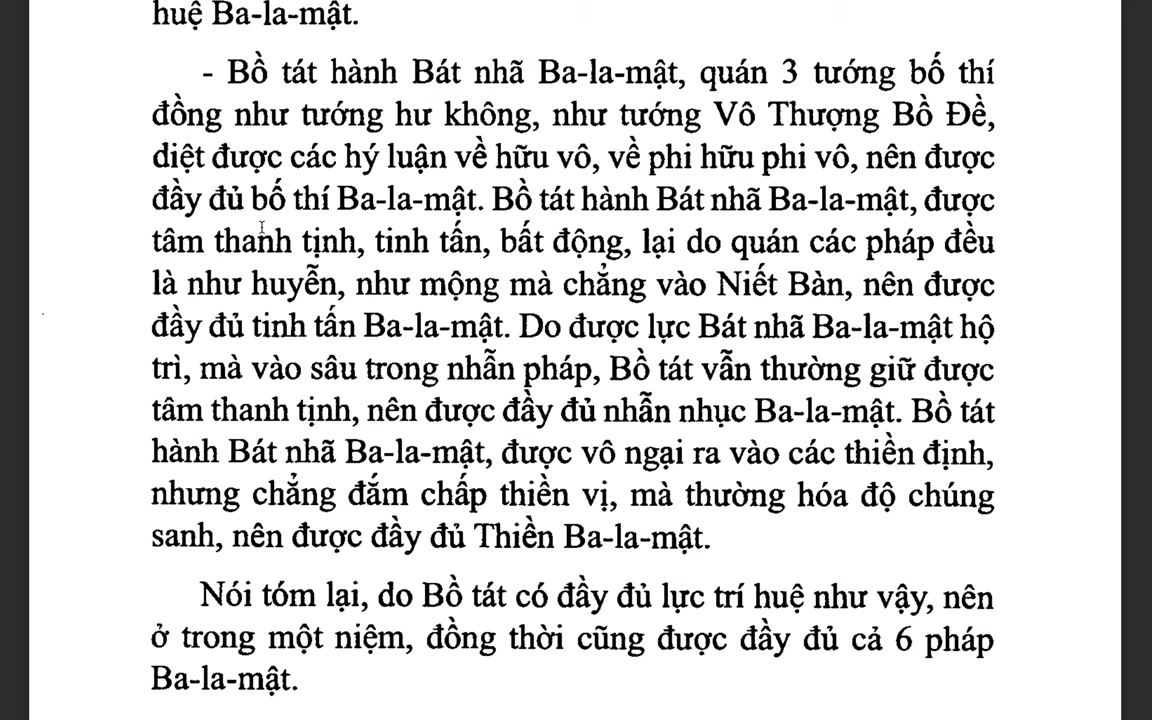 huệ Ba-la-mật.
- Bồ tát hành Bát nhã Ba-la-mật, quán 3 tướng bố thí
đồng như tướng hư không, như tướng Vô Thượng Bồ Đề,
diệt được các hý luận về hữu vô, về phi hữu phi vô, nên được
đầy đủ bố thí Ba-la-mật. Bồ tát hành Bát nhã Ba-la-mật, được
tâm thanh tịnh, tinh tấn, bất động, lại do quán các pháp đều
là như huyễn, như mộng mà chẳng vào Niết Bàn, nên được
đầy đủ tinh tấn Ba-la-mật. Do được lực Bát nhã Ba-la-mật hộ
trì, mà vào sâu trong nhẫn pháp, Bồ tát vẫn thường giữ được
tâm thanh tịnh, nên được đầy đủ nhẫn nhục Ba-la-mật. Bồ tát
hành Bát nhã Ba-la-mật, được vô ngại ra vào các thiền định,
nhưng chẳng đắm chấp thiền vị, mà thường hóa độ chúng
sanh, nên được đầy đủ Thiền Ba-la-mật.
Nói tóm lại, do Bồ tát có đầy đủ lực trí huệ như vậy, nên
ở trong một niệm, đồng thời cũng được đầy đủ cả 6 pháp
Ba-la-mật.